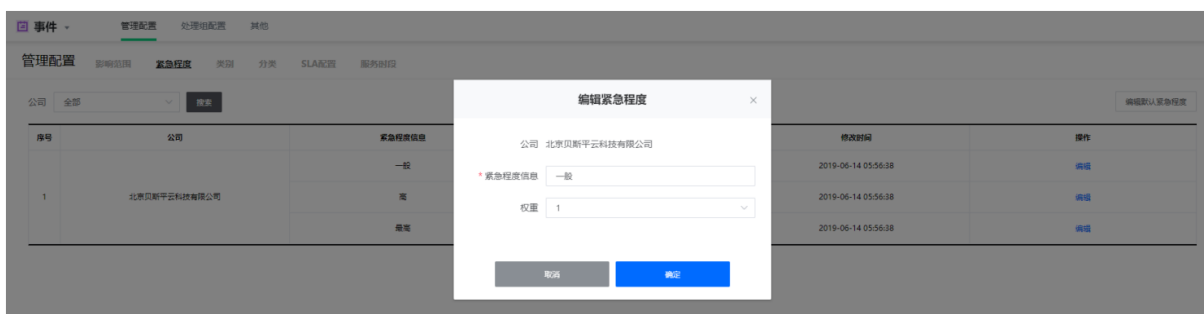 事件
管理配置 处理组配置 其他
管理配置 影响范围 紧急程度 类别 分类 SLA配置 服务时段
公司 全部 搜索
编辑默认紧急程度
序号 公司 紧急程度信息 修改时间 操作
一般 2019-06-14 05:56:38 编辑
1 北京贝斯平云科技有限公司 高 2019-06-14 05:56:38 编辑
最高 2019-06-14 05:56:38 编辑
编辑紧急程度
公司 北京贝斯平云科技有限公司
* 紧急程度信息 一般
权重 1
取消 确定